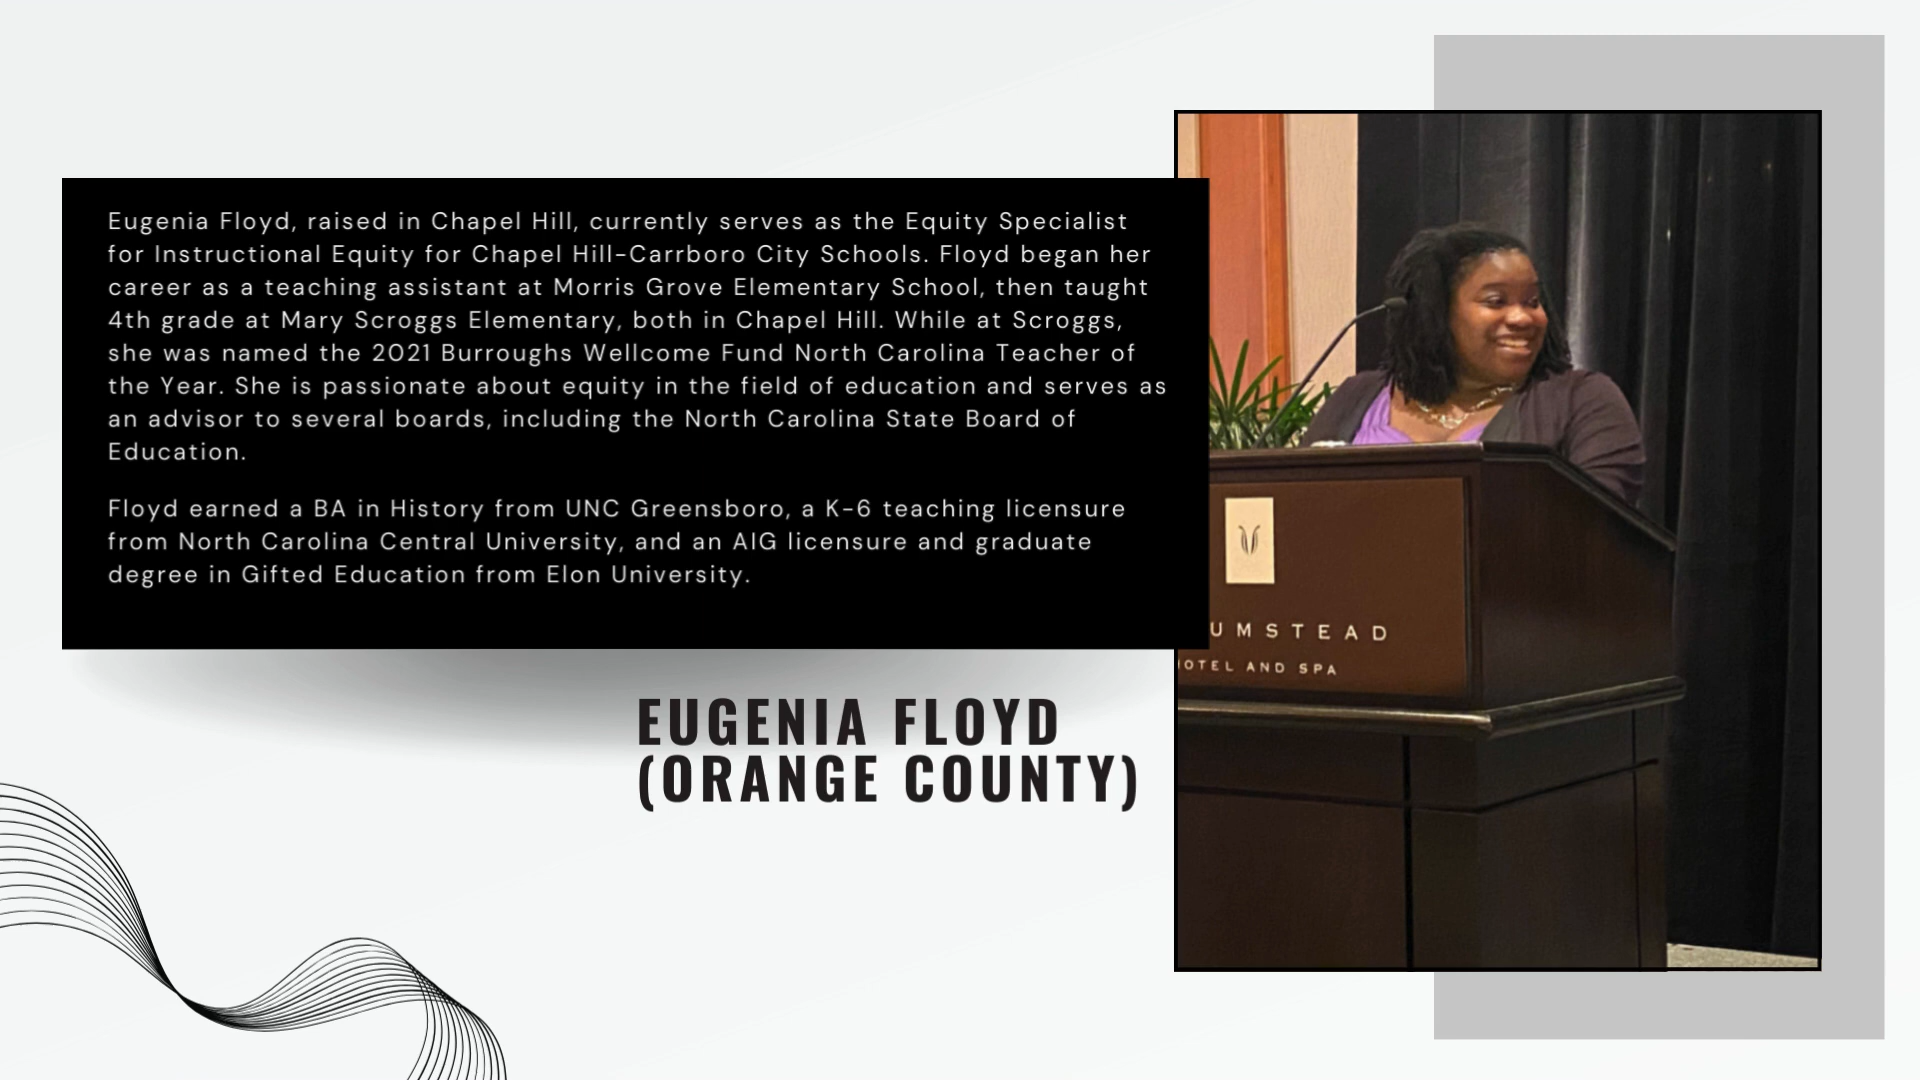 Eugenia Floyd, raised in Chapel Hill, currently serves as the Equity Specialist
for Instructional Equity for Chapel Hill-Carrboro City Schools. Floyd began her
career as a teaching assistant at Morris Grove Elementary School, then taught
4th grade at Mary Scroggs Elementary, both in Chapel Hill. While at Scroggs,
she was named the 2021 Burroughs Wellcome Fund North Carolina Teacher of
the Year. She is passionate about equity in the field of education and serves as
an advisor to several boards, including the North Carolina State Board of
Education.
Floyd earned a BA in History from UNC Greensboro, a K-6 teaching licensure
from North Carolina Central University, and an AIG licensure and graduate
degree in Gifted Education from Elon University.
UMSTEAD
HOTEL AND SPA
EUGENIA FLOYD
(ORANGE COUNTY)